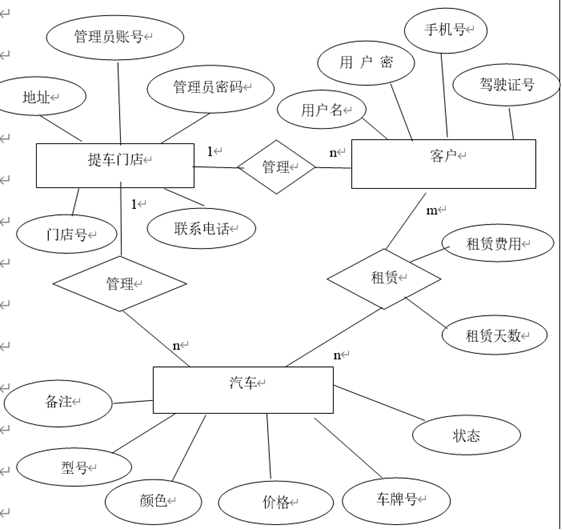 管理员账号
手机号
用 户 密
驾驶证号
地址
管理员密码
用户名
提车门店
1
管理
n
客户
1
门店号
联系电话
m
租赁费用
管理
租赁
租赁天数
n
n
汽车
备注
状态
型号
颜色
价格
车牌号